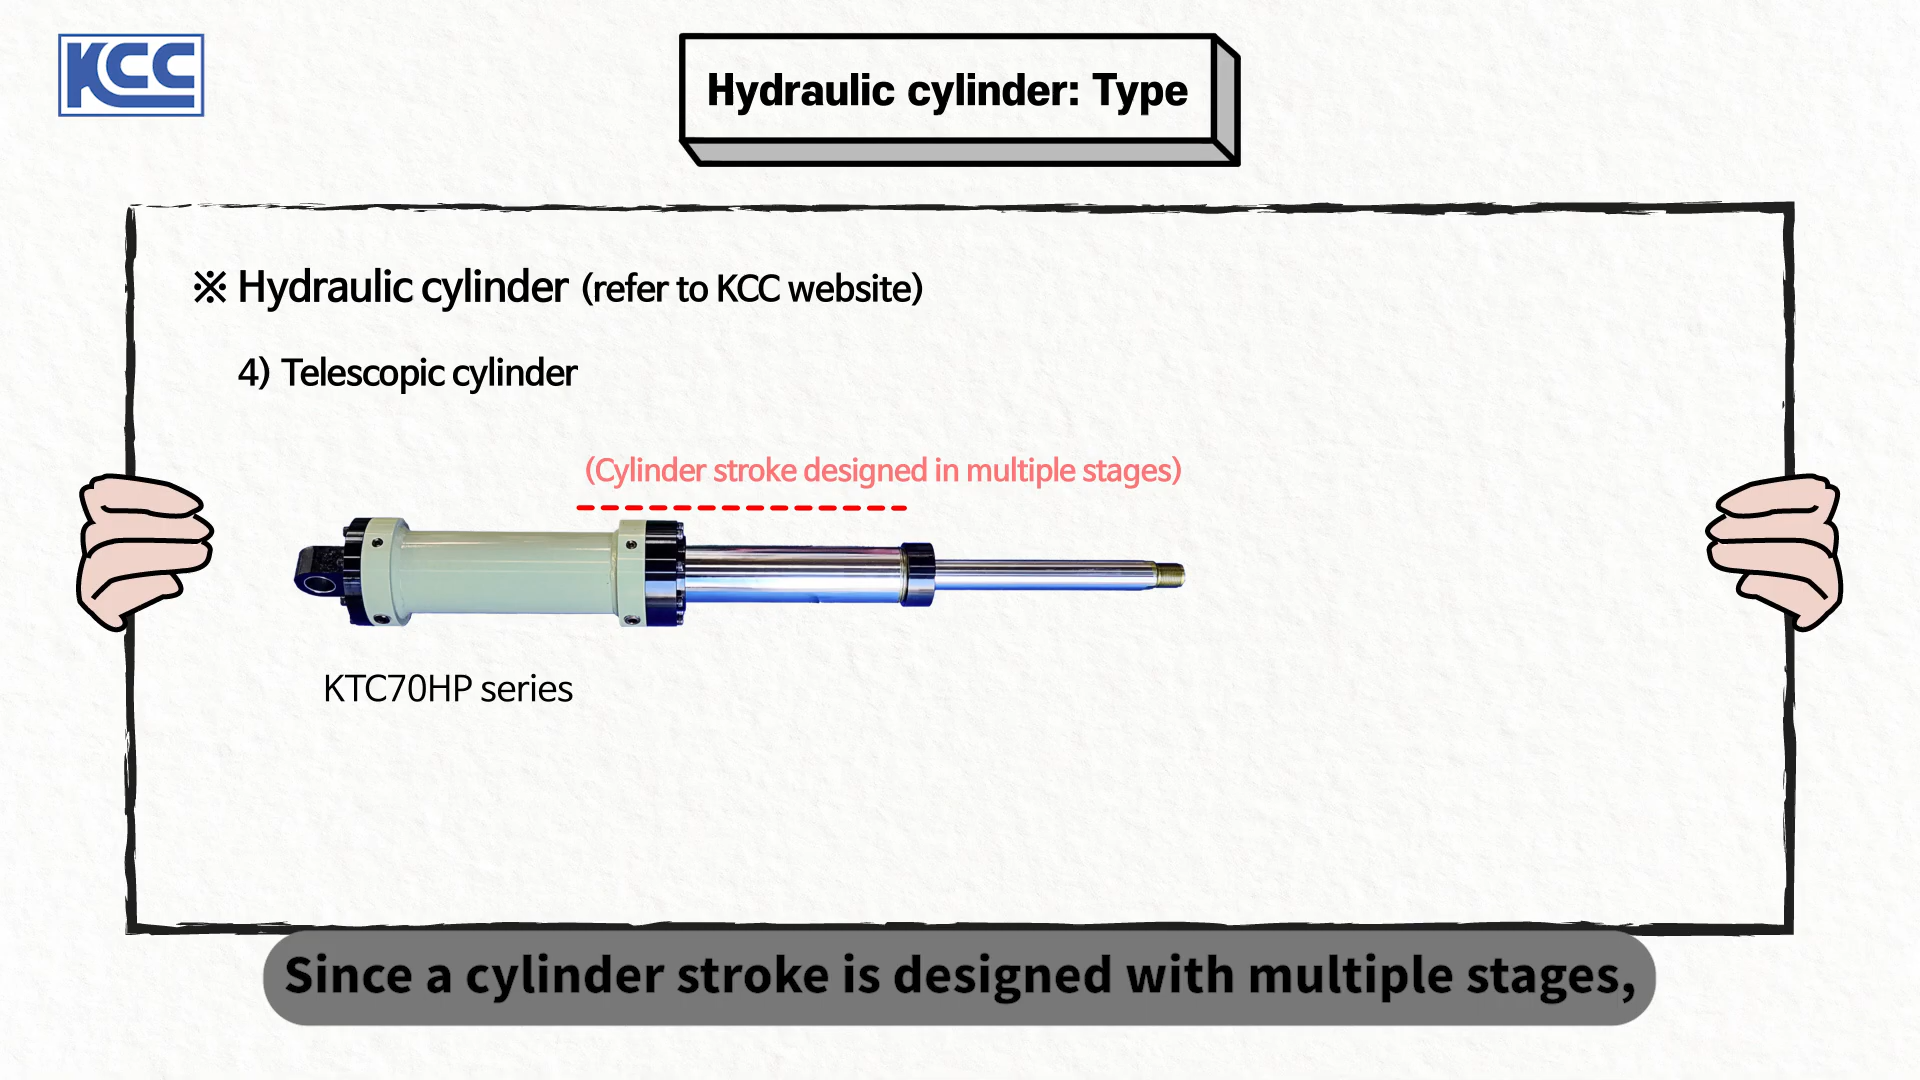 KCC
Hydraulic cylinder: Type
※ Hydraulic cylinder (refer to KCC website)
4) Telescopic cylinder
(Cylinder stroke designed in multiple stages)
KTC70HP series
Since a cylinder stroke is designed with multiple stages,